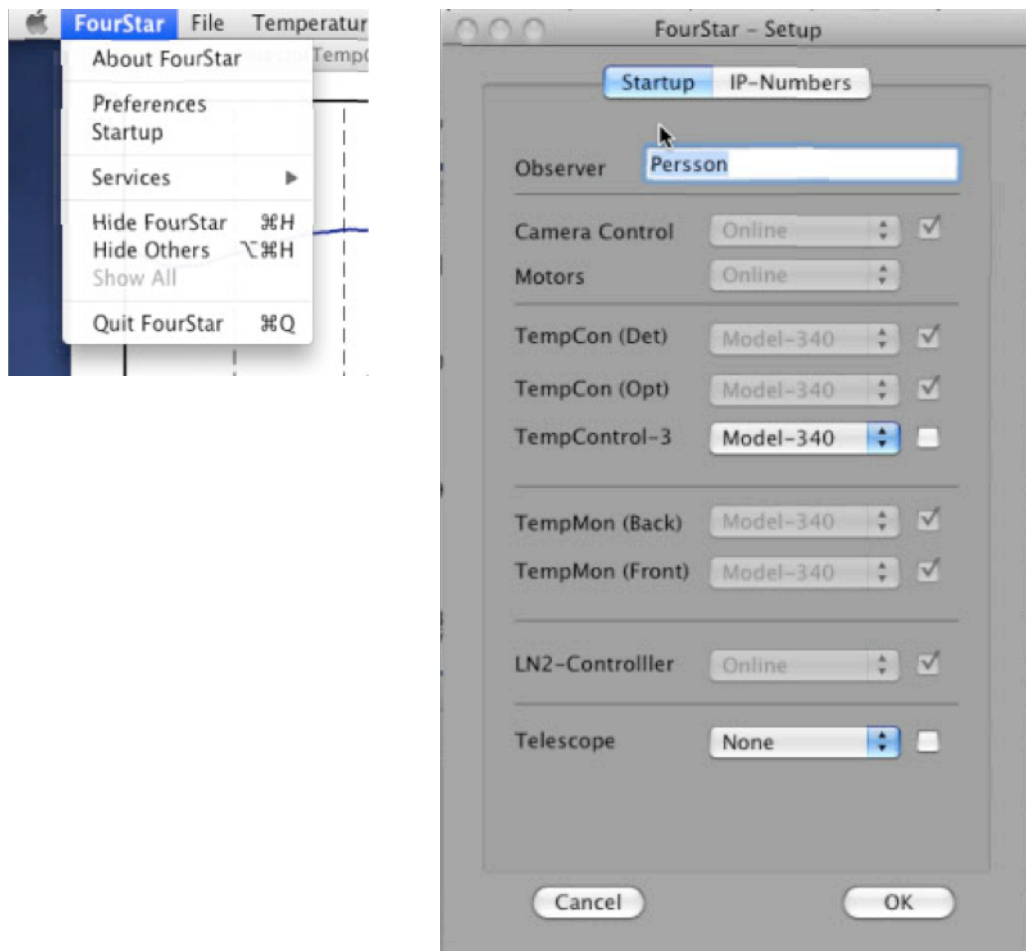 FourStar File Temperatur
About FourStar
Preferences
Startup
Services
Hide FourStar ⌘H
Hide Others ⌥⌘H
Show All
Quit FourStar ⌘Q
FourStar – Setup
Startup IP-Numbers
Observer Persson
Camera Control Online
Motors Online
TempCon (Det) Model-340
TempCon (Opt) Model-340
TempControl-3 Model-340
TempMon (Back) Model-340
TempMon (Front) Model-340
LN2-Controlller Online
Telescope None
Cancel OK